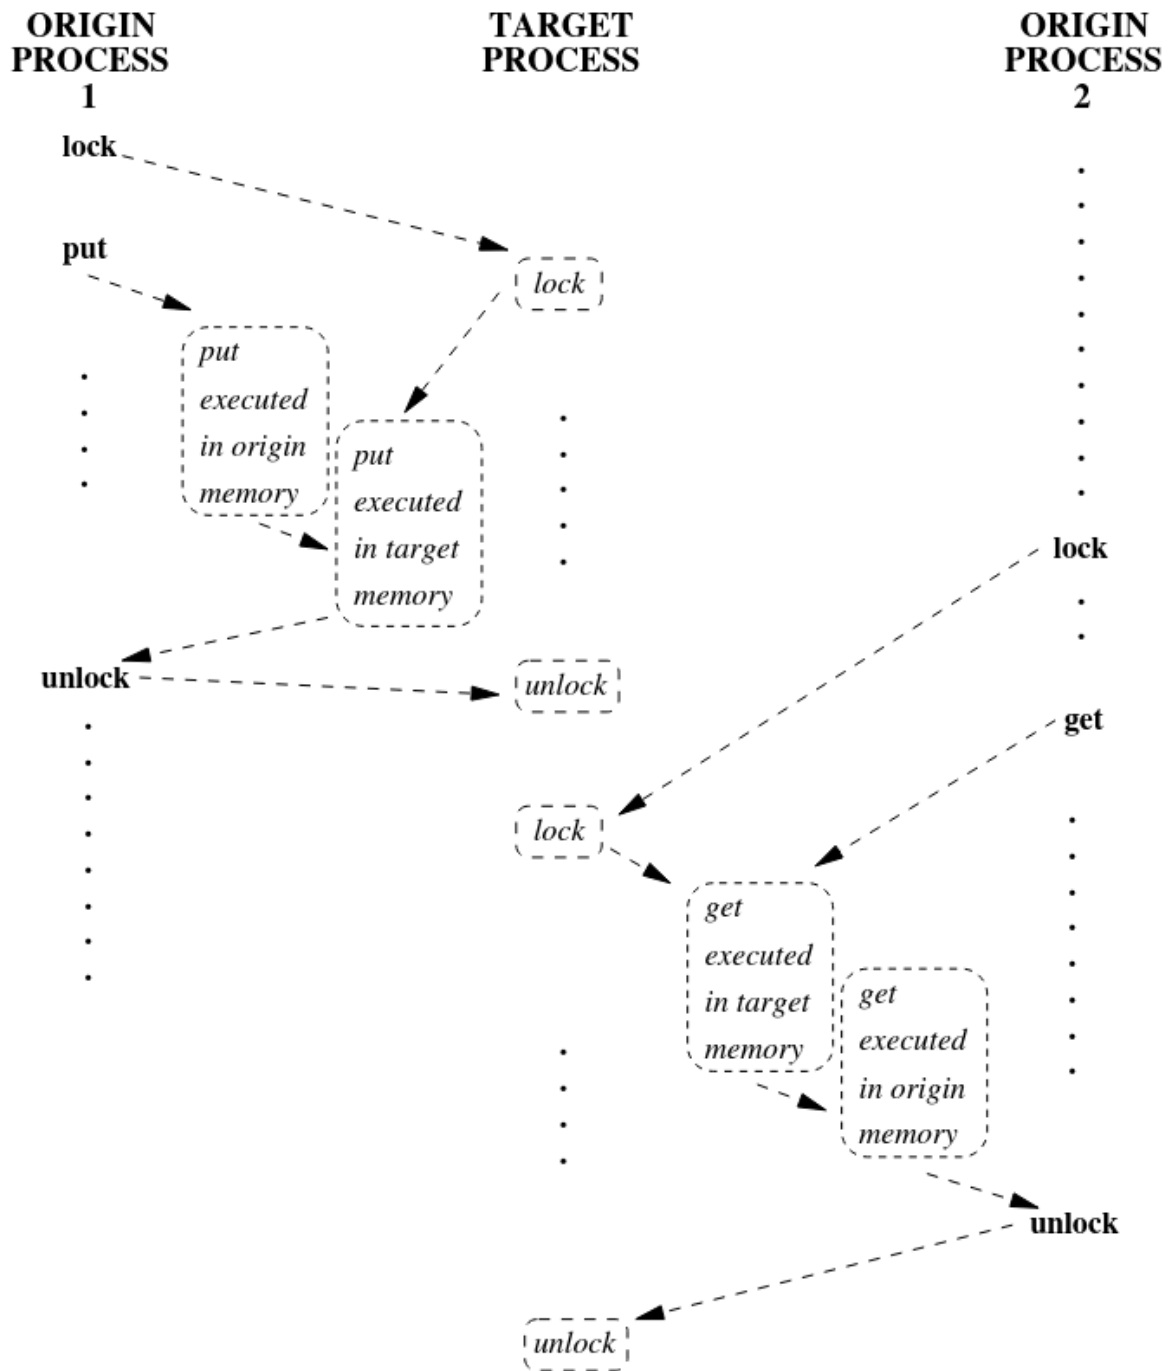 ORIGIN
PROCESS
1
TARGET
PROCESS
ORIGIN
PROCESS
2
lock
put
lock
put
executed
in origin
memory
put
executed
in target
memory
lock
unlock
unlock
get
lock
get
executed
in target
memory
get
executed
in origin
memory
unlock
unlock